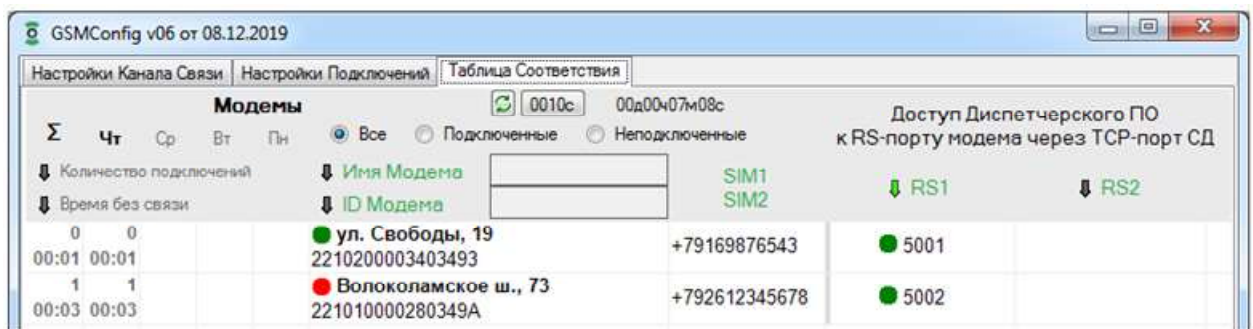 GSMConfig v06 от 08.12.2019
Настройки Канала Связи Настройки Подключений Таблица Соответствия
Модемы 0010с 00д00ч07м08с
Σ Чт Ср Вт Пн Все Подключенные Неподключенные
Доступ Диспетчерского ПО
к RS-порту модема через TCP-порт СД
Количество подключений Имя Модема SIM1
Время без связи ID Модема SIM2
RS1 RS2
0 0 ул. Свободы, 19
00:01 00:01 2210200003403493 +79169876543 5001
1 1 Волоколамское ш., 73
00:03 00:03 221010000280349A +792612345678 5002